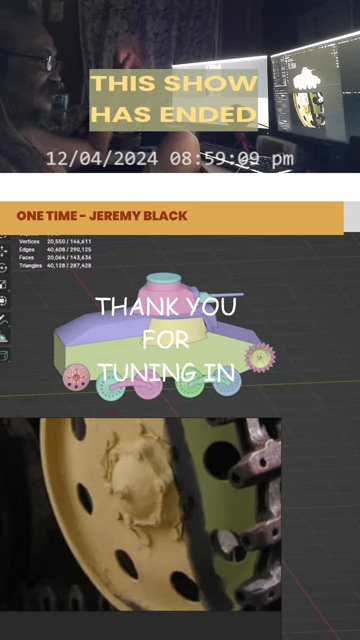 THIS SHOW
HAS ENDED
12/04/2024 08:59:09 pm
ONE TIME - JEREMY BLACK
Vertices 20,550 / 146,611
Edges 40,608 / 290,125
Faces 20,064 / 143,636
Triangles 40,128 / 287,428
THANK YOU
FOR
TUNING IN